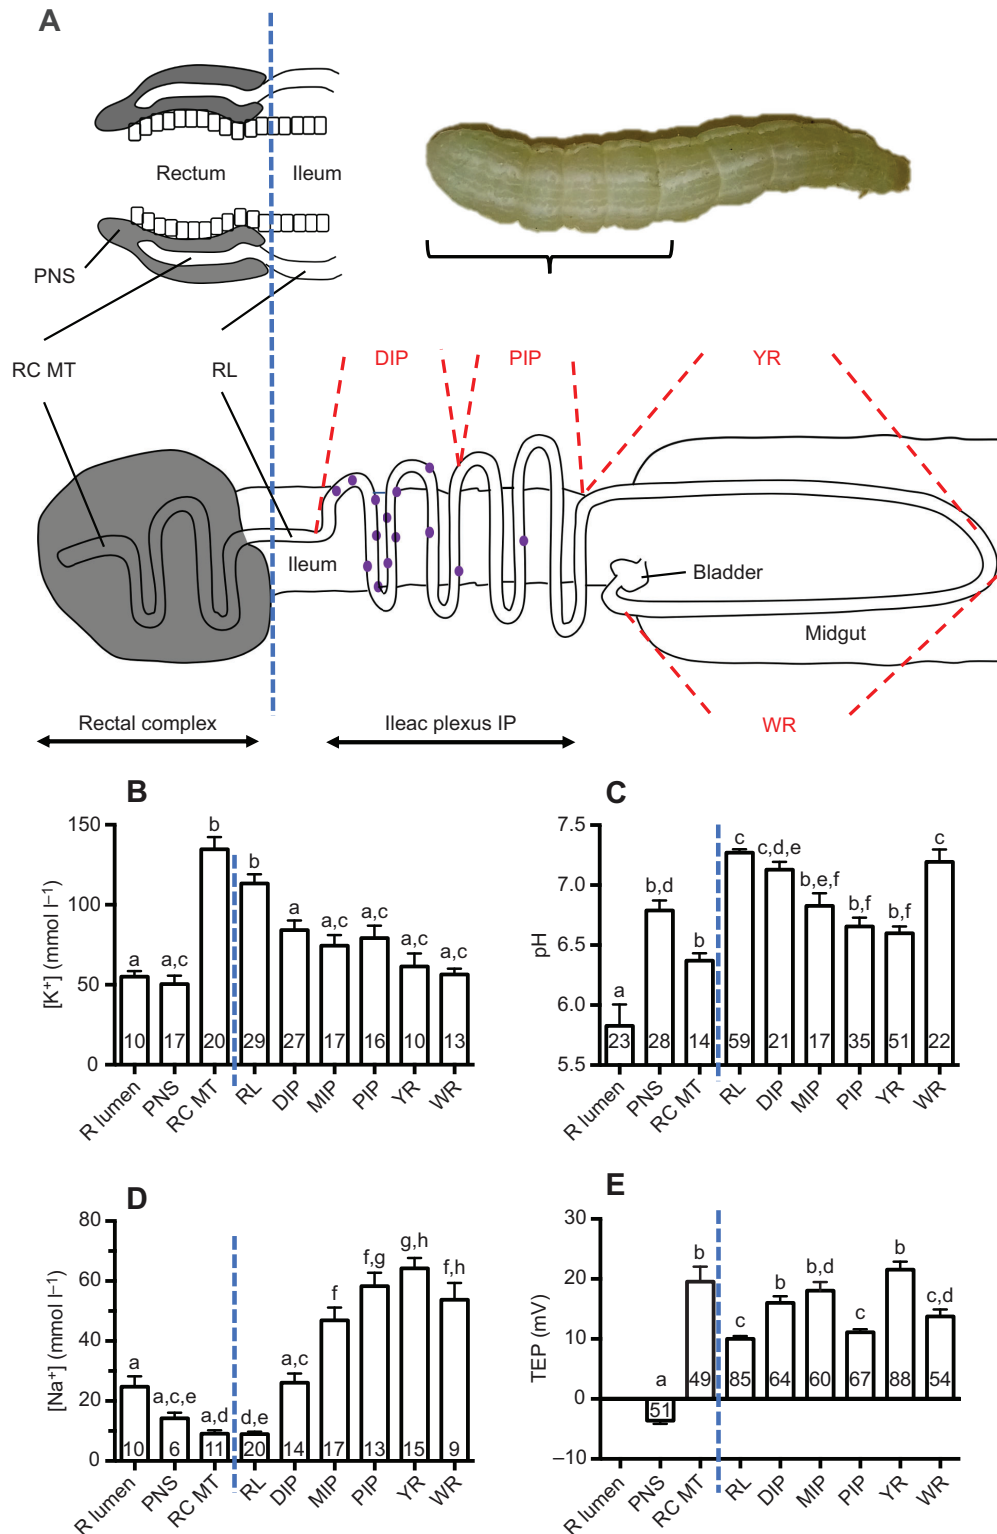 A
Rectum
Ileum
PNS
RC MT
RL
DIP
PIP
YR
Ileum
Bladder
Midgut
WR
Rectal complex
Ileac plexus IP
B
[K⁺] (mmol l⁻¹)
150
100
50
0
a
a,c
b
b
a
a,c
a,c
a,c
a,c
10
17
20
29
27
17
16
10
13
R lumen
PNS
RC MT
RL
DIP
MIP
PIP
YR
WR
C
pH
7.5
7.0
6.5
6.0
5.5
a
b,d
b
c
c,d,e
b,e,f
b,f
b,f
c
23
28
14
59
21
17
35
51
22
R lumen
PNS
RC MT
RL
DIP
MIP
PIP
YR
WR
D
[Na⁺] (mmol l⁻¹)
80
60
40
20
0
a
a,c,e
a,d
d,e
a,c
f
f,g
g,h
f,h
10
6
11
20
14
17
13
15
9
R lumen
PNS
RC MT
RL
DIP
MIP
PIP
YR
WR
E
TEP (mV)
30
20
10
0
–10
a
b
c
b
b,d
c
b
c,d
51
49
85
64
60
67
88
54
R lumen
PNS
RC MT
RL
DIP
MIP
PIP
YR
WR